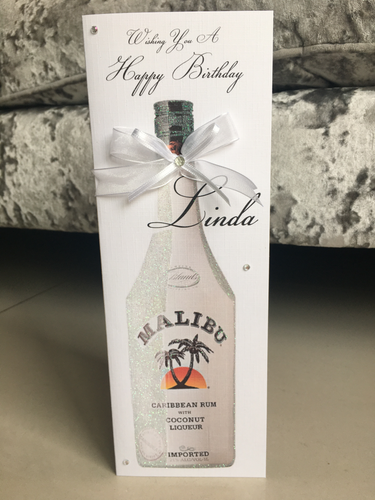 Wishing You A
Happy Birthday
Linda
MALIBU
CARIBBEAN RUM
WITH
COCONUT
LIQUEUR
IMPORTED